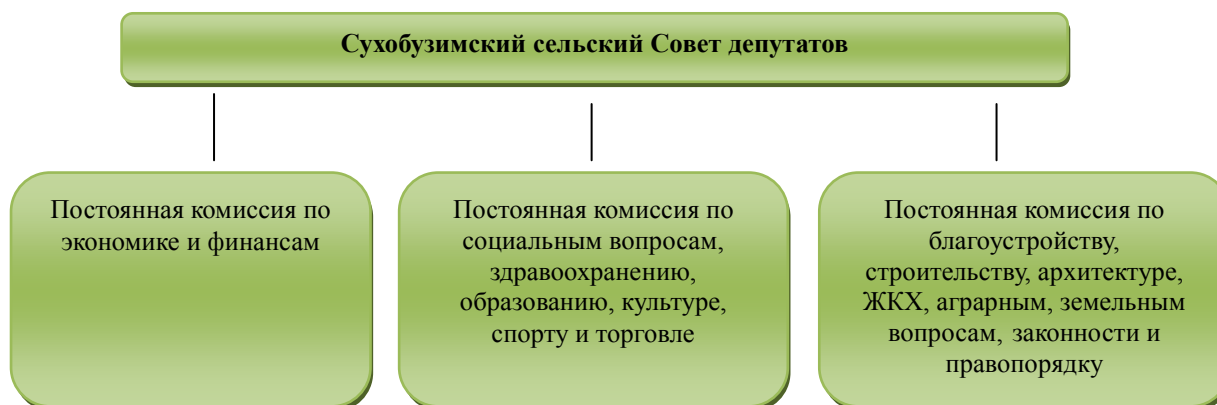 Сухобузимский сельский Совет депутатов
Постоянная комиссия по
экономике и финансам
Постоянная комиссия по
социальным вопросам,
здравоохранению,
образованию, культуре,
спорту и торговле
Постоянная комиссия по
благоустройству,
строительству, архитектуре,
ЖКХ, аграрным, земельным
вопросам, законности и
правопорядку